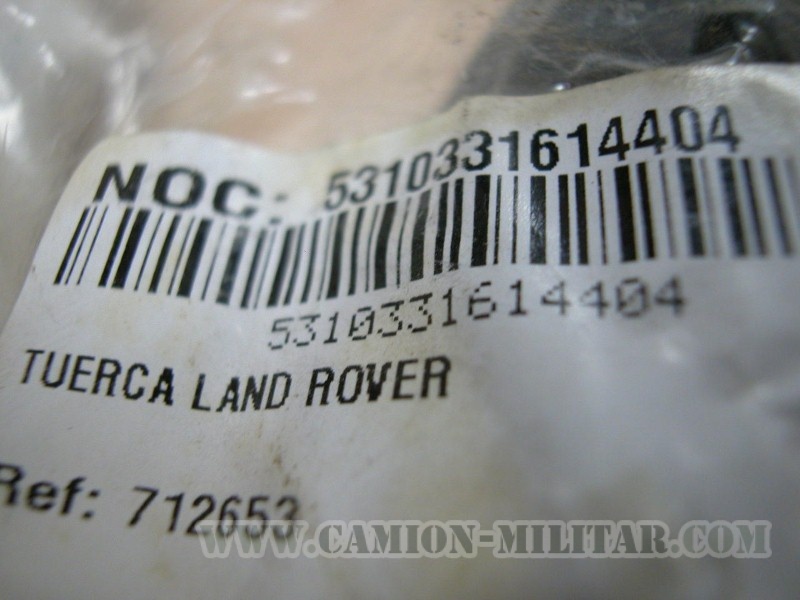 NOC: 5310331614404
5310331614404
TUERCA LAND ROVER
Ref: 712653
WWW.CAMION-MILITAR.COM